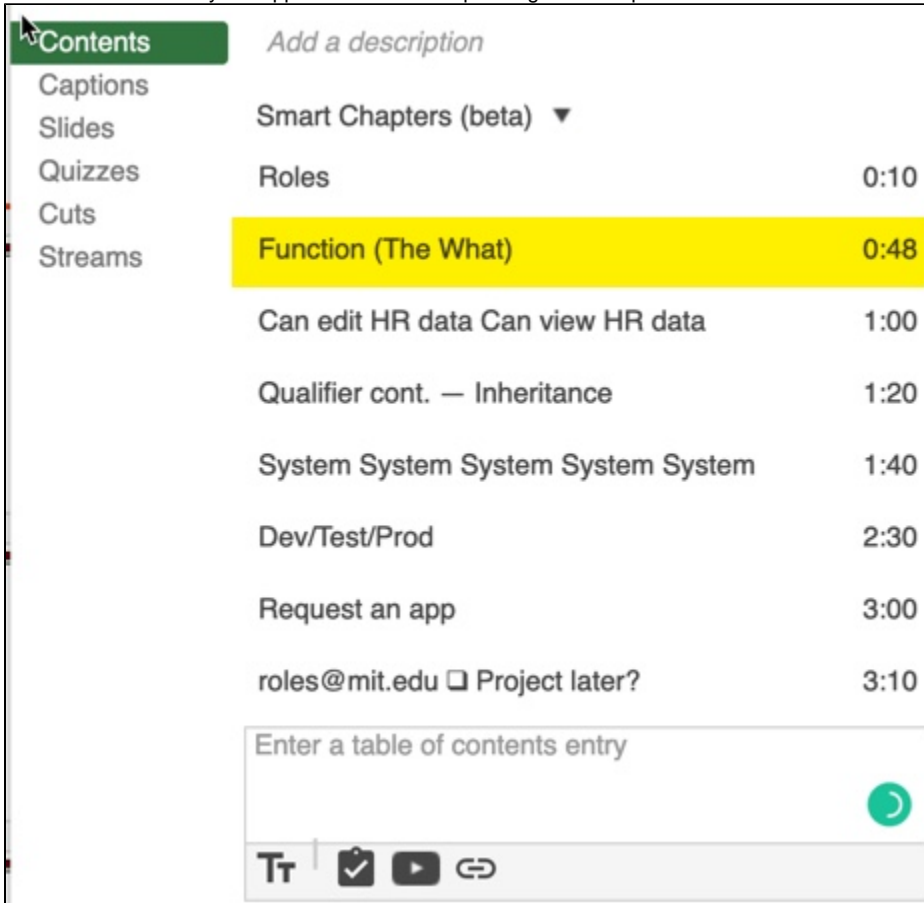 Contents
Captions
Slides
Quizzes
Cuts
Streams
Add a description
Smart Chapters (beta) ▼
Roles 0:10
Function (The What) 0:48
Can edit HR data Can view HR data 1:00
Qualifier cont. — Inheritance 1:20
System System System System System 1:40
Dev/Test/Prod 2:30
Request an app 3:00
roles@mit.edu ❏ Project later? 3:10
Enter a table of contents entry
TT